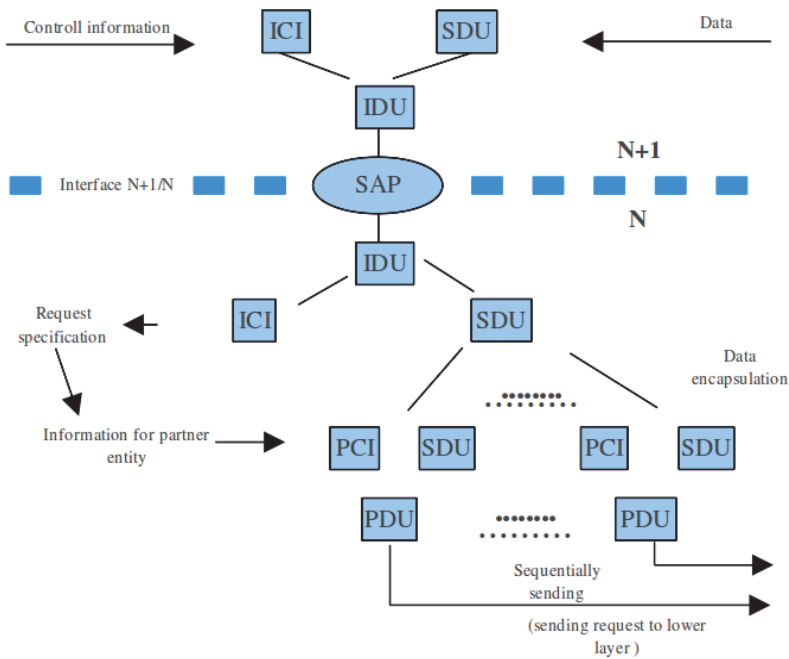 Controll information
ICI
SDU
Data
IDU
N+1
Interface N+1/N
SAP
N
IDU
Request
specification
ICI
SDU
Data
encapsulation
Information for partner
entity
PCI
SDU
PCI
SDU
PDU
PDU
Sequentially
sending
(sending request to lower
layer )